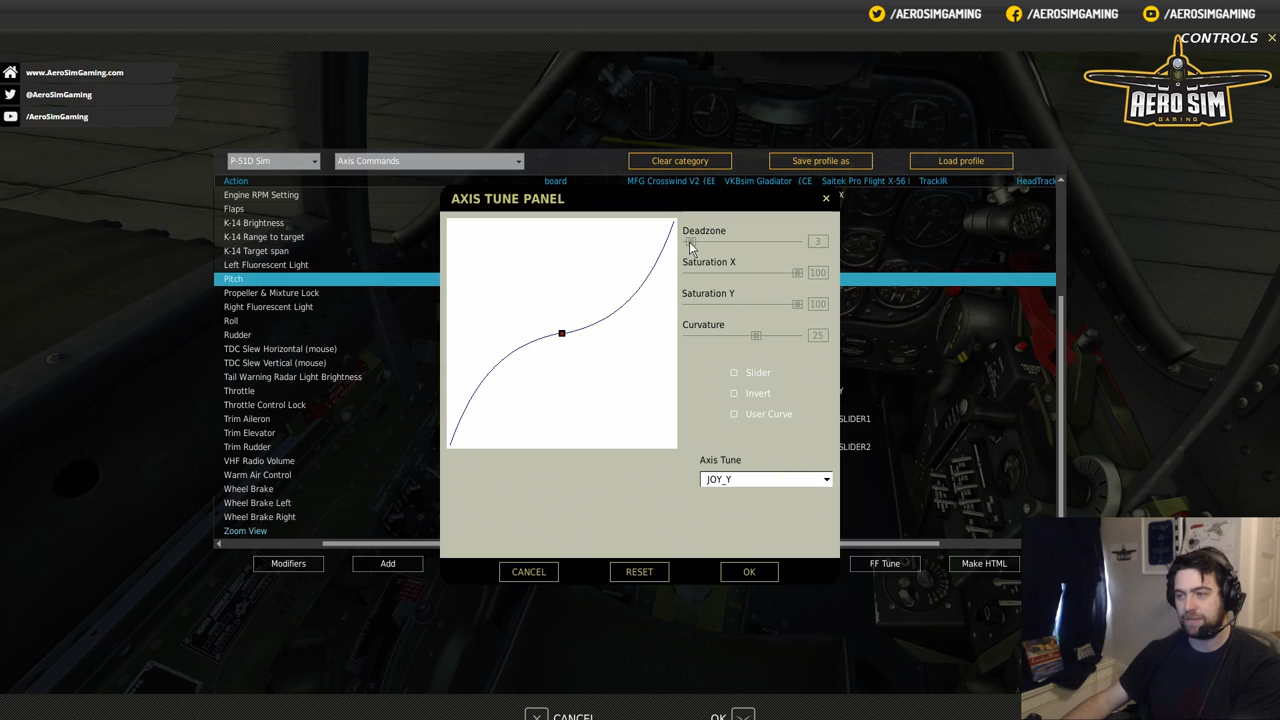 /AEROSIMGAMING /AEROSIMGAMING /AEROSIMGAMING
CONTROLS
www.AeroSimGaming.com
@AeroSimGaming
/AeroSimGaming
AERO SIM
GAMING
P-51D Sim Axis Commands Clear category Save profile as Load profile
Action board MFG Crosswind V2 {EE VKBsim Gladiator {CE Saitek Pro Flight X-56 TrackIR HeadTrack
Engine RPM Setting X
Flaps
K-14 Brightness
K-14 Range to target
K-14 Target span
Left Fluorescent Light
Pitch
Propeller & Mixture Lock
Right Fluorescent Light
Roll
Rudder
TDC Slew Horizontal (mouse)
TDC Slew Vertical (mouse)
Tail Warning Radar Light Brightness
Throttle Y
Throttle Control Lock
Trim Aileron SLIDER1
Trim Elevator
Trim Rudder SLIDER2
VHF Radio Volume
Warm Air Control
Wheel Brake
Wheel Brake Left
Wheel Brake Right
Zoom View
AXIS TUNE PANEL
Deadzone
3
Saturation X
100
Saturation Y
100
Curvature
25
Slider
Invert
User Curve
Axis Tune
JOY_Y
CANCEL RESET OK
Modifiers Add FF Tune Make HTML
CANCEL OK